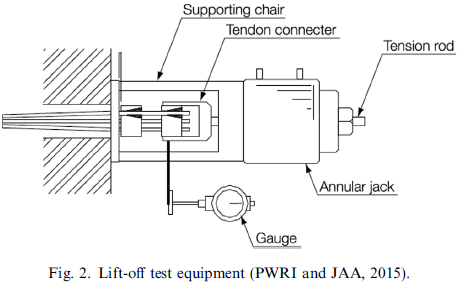 Supporting chair
Tendon connecter
Tension rod
Annular jack
Gauge
Fig. 2. Lift-off test equipment (PWRI and JAA, 2015).